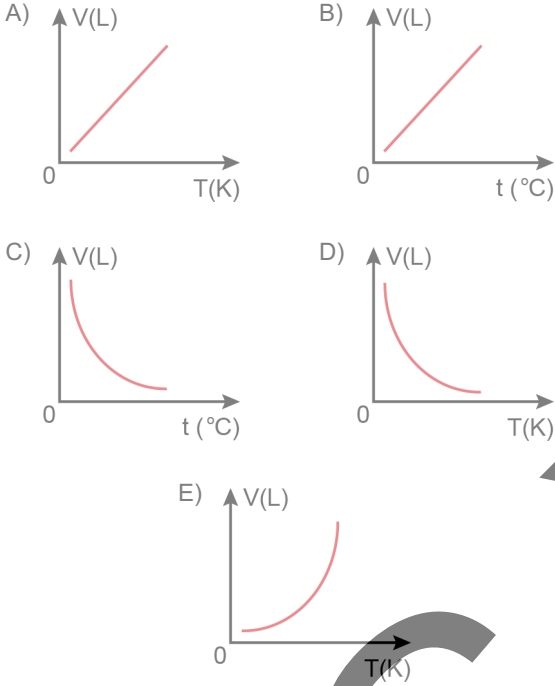 A) V(L)
0 T(K)
B) V(L)
0 t (°C)
C) V(L)
0 t (°C)
D) V(L)
0 T(K)
E) V(L)
0 T(K)